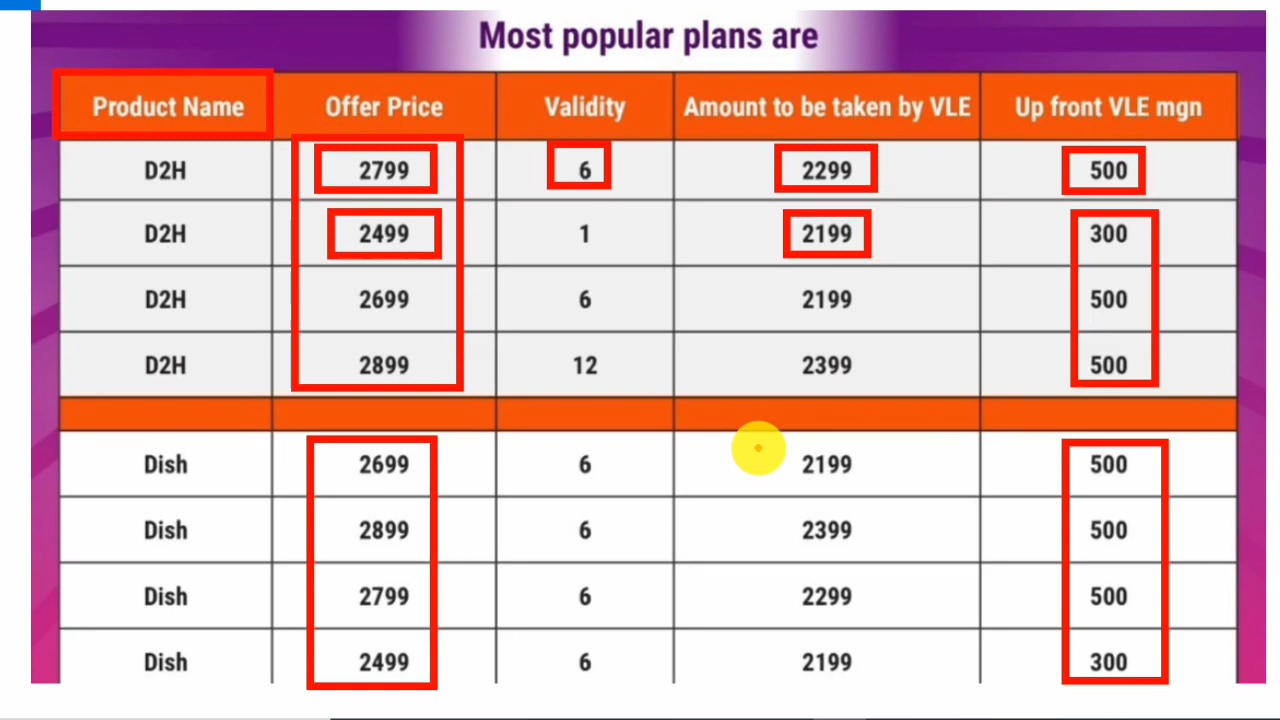 Most popular plans are
Product Name Offer Price Validity Amount to be taken by VLE Up front VLE mgn
D2H 2799 6 2299 500
D2H 2499 1 2199 300
D2H 2699 6 2199 500
D2H 2899 12 2399 500
Dish 2699 6 2199 500
Dish 2899 6 2399 500
Dish 2799 6 2299 500
Dish 2499 6 2199 300